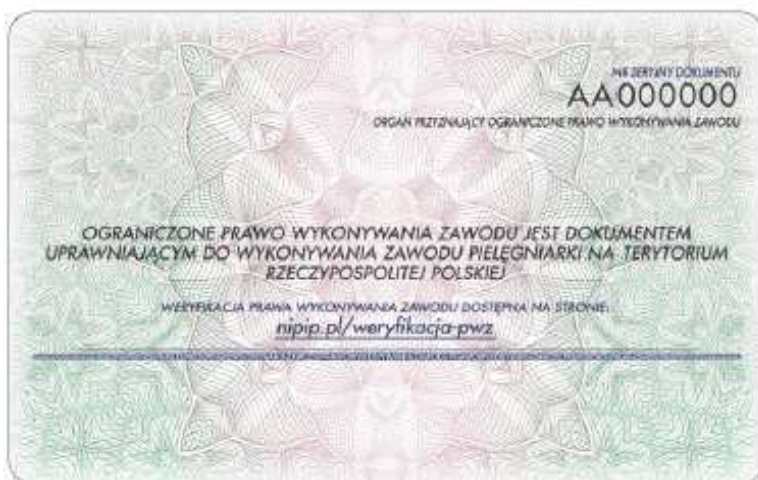 NR SERYJNY DOKUMENTU
AA000000
ORGAN PRZYZNAJĄCY OGRANICZONE PRAWO WYKONYWANIA ZAWODU
OGRANICZONE PRAWO WYKONYWANIA ZAWODU JEST DOKUMENTEM
UPRAWNIAJĄCYM DO WYKONYWANIA ZAWODU PIELĘGNIARKI NA TERYTORIUM
RZECZYPOSPOLITEJ POLSKIEJ
WERYFIKACJA PRAWA WYKONYWANIA ZAWODU DOSTĘPNA NA STRONIE:
nipip.pl/weryfikacja-pwz